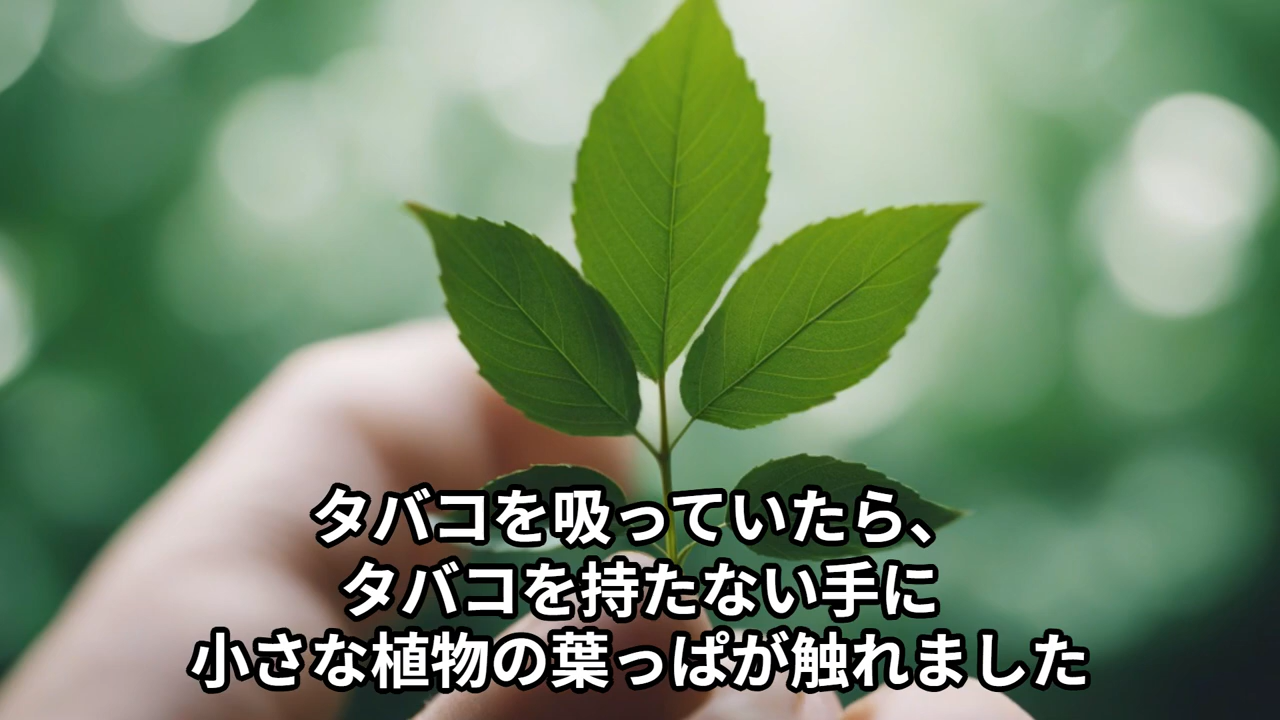 タバコを吸っていたら、
タバコを持たない手に
小さな植物の葉っぱが触れました